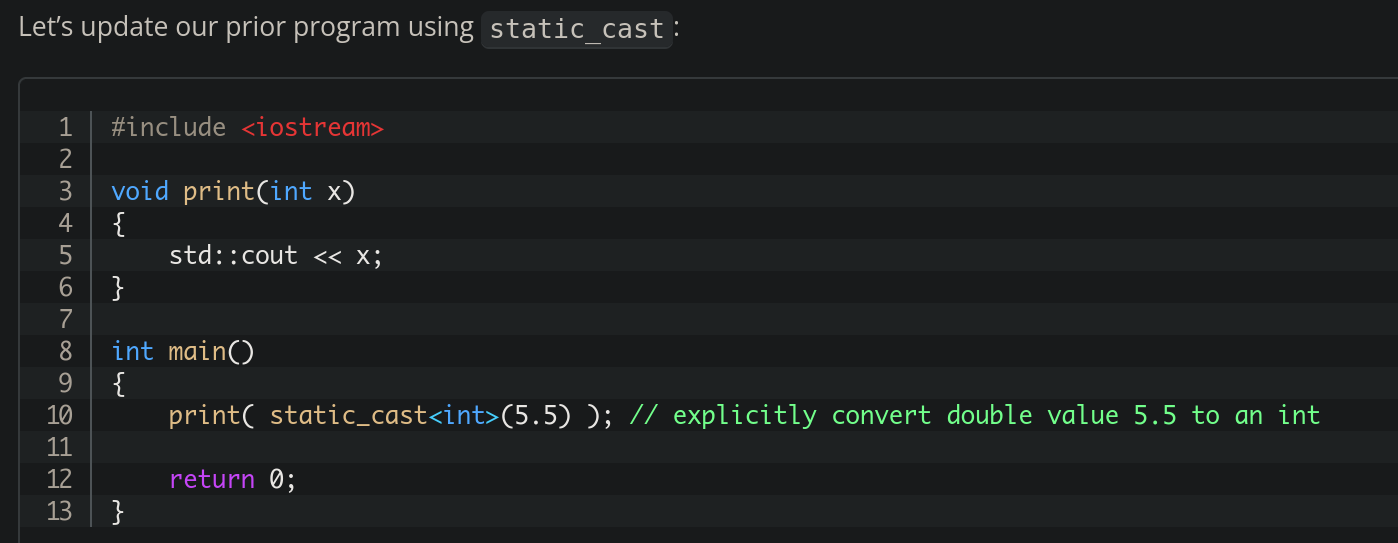 Let’s update our prior program using static_cast:
1 #include <iostream>
2
3 void print(int x)
4 {
5     std::cout << x;
6 }
7
8 int main()
9 {
10     print( static_cast<int>(5.5) ); // explicitly convert double value 5.5 to an int
11
12     return 0;
13 }